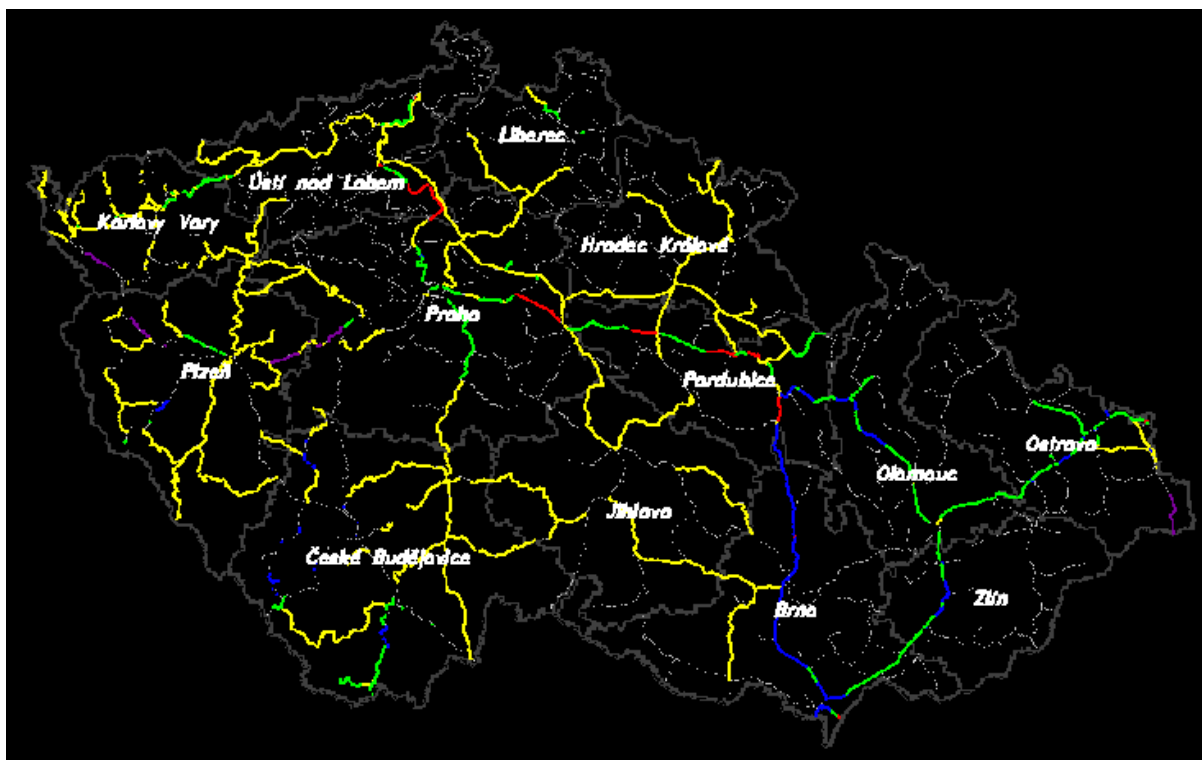 Liberec
Ústí nad Labem
Karlovy Vary
Hradec Králové
Praha
Plzeň
Pardubice
Ostrava
Olomouc
Jihlava
České Budějovice
Brno
Zlín